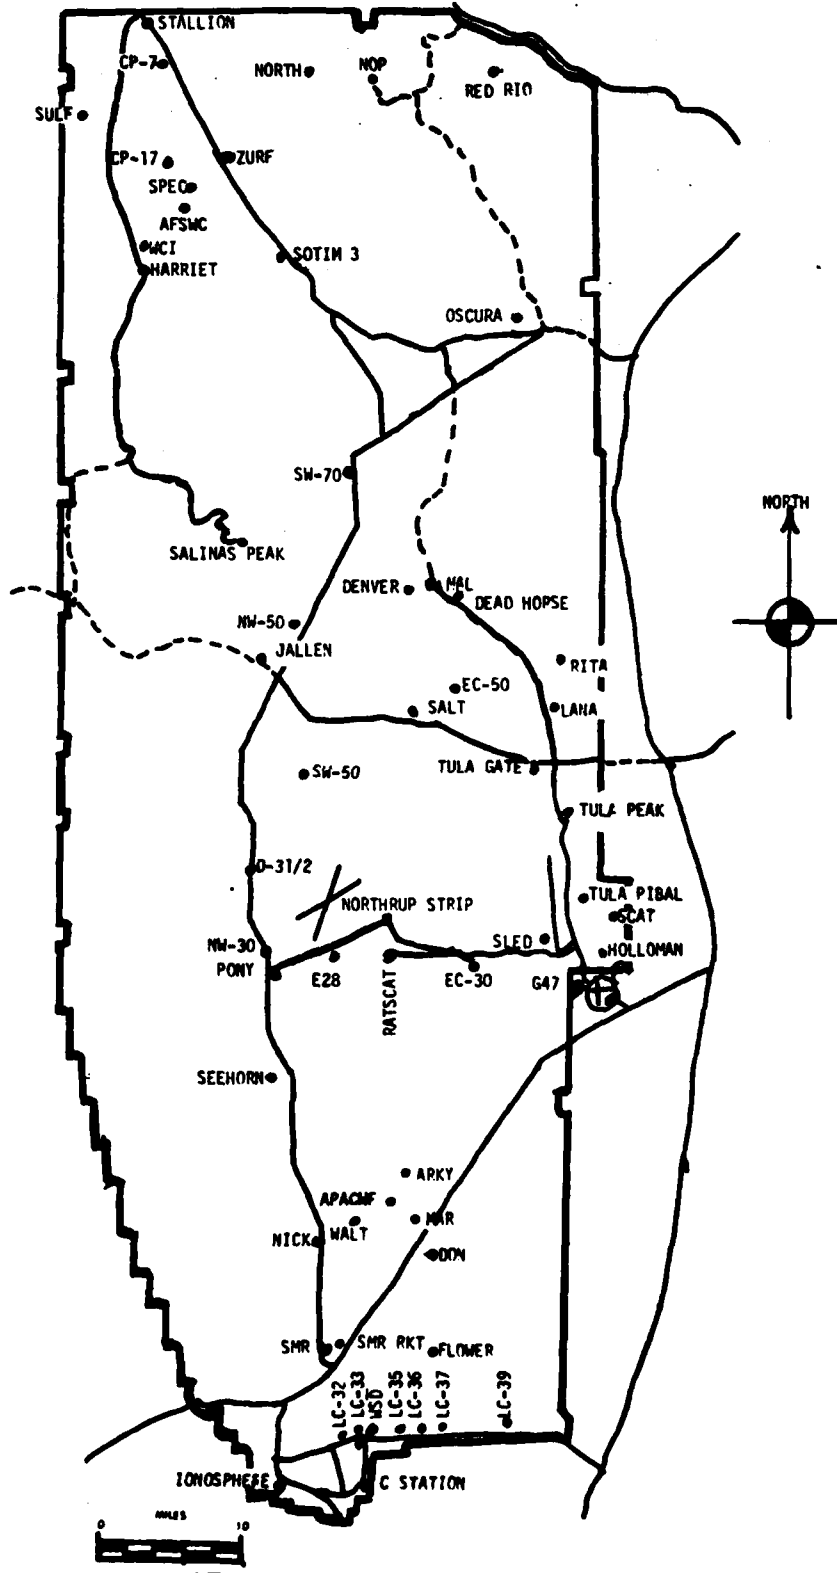 STALLION
CP-7
NORTH
NOP
RED RIO
SULF
CP-17
ZURF
SPEC
AFSWC
WCI
HARRIET
SOTIM 3
OSCURA
SW-70
NORTH
SALINAS PEAK
DENVER
MAL
DEAD HOPSE
NW-50
JALLEN
RITA
EC-50
SALT
LANA
TULA GATE
SW-50
TULA PEAK
D-31/2
NORTHRUP STRIP
TULA PIBAL
SCAT
SLED
HOLLOMAN
NW-30
PONY
E28
RATSCAT
EC-30
G47
SEEHORN
ARKY
APACHE
MAR
WALT
NICK
DON
SMR
SMR RKT
FLOWER
LC-32
LC-33
WSD
LC-35
LC-36
LC-37
LC-39
IONOSPHERE
C STATION
MILES
0 10